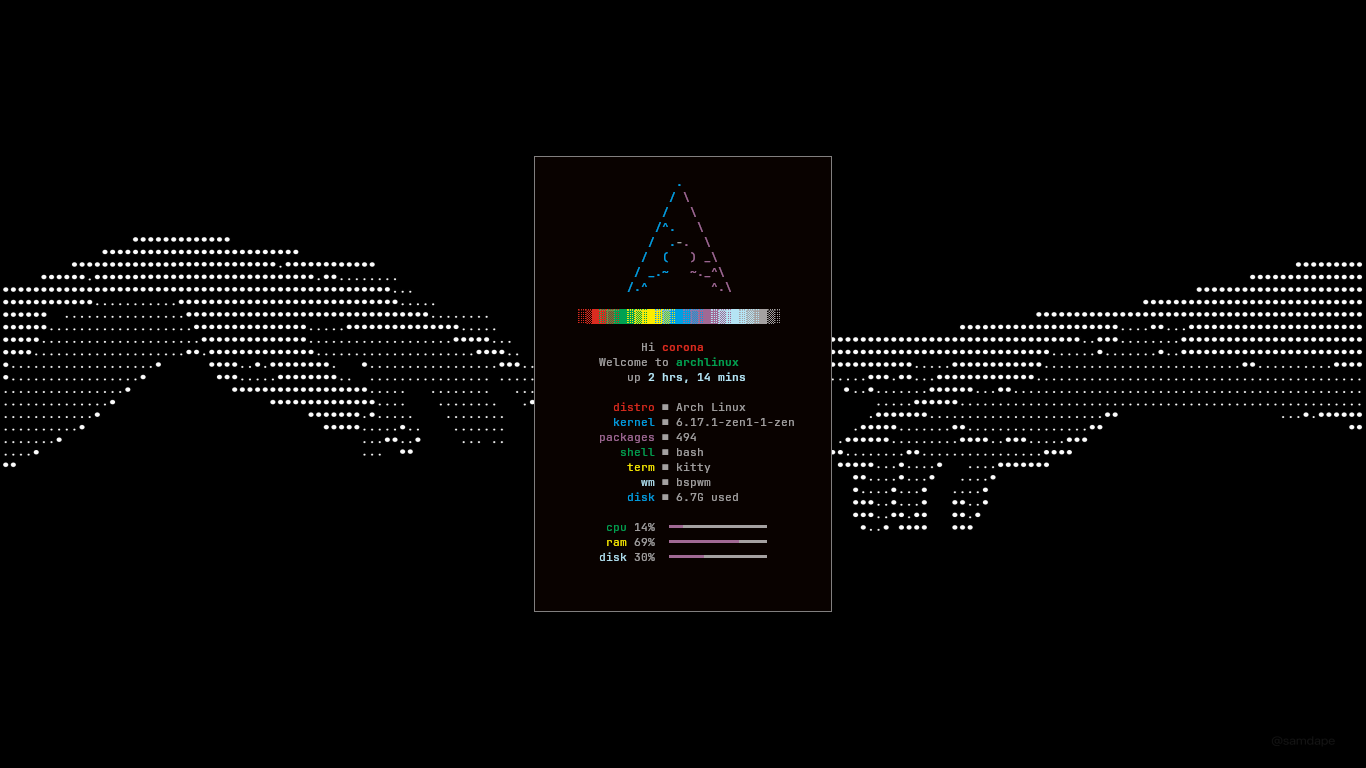 Hi corona
Welcome to archlinux
up 2 hrs, 14 mins
distro ■ Arch Linux
kernel ■ 6.17.1-zen1-1-zen
packages ■ 494
shell ■ bash
term ■ kitty
wm ■ bspwm
disk ■ 6.7G used
cpu 14%
ram 69%
disk 30%
@samdape